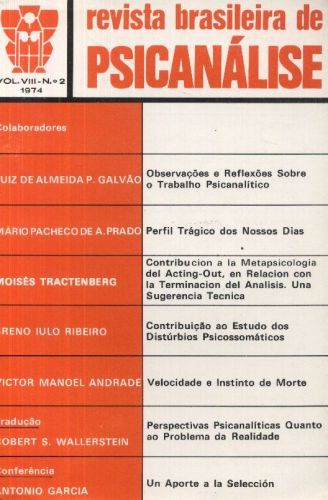 revista brasileira de
PSICANÁLISE
VOL. VIII - N.º 2
1974
Colaboradores
LUIZ DE ALMEIDA P. GALVÃO
Observações e Reflexões Sobre
o Trabalho Psicanalítico
MÁRIO PACHECO DE A. PRADO
Perfil Trágico dos Nossos Dias
MOISÉS TRACTENBERG
Contribucion a la Metapsicologia
del Acting-Out, en Relacion con
la Terminacion del Analisis. Una
Sugerencia Tecnica
BRENO IULO RIBEIRO
Contribuição ao Estudo dos
Distúrbios Psicossomáticos
VICTOR MANOEL ANDRADE
Velocidade e Instinto de Morte
Tradução
ROBERT S. WALLERSTEIN
Perspectivas Psicanalíticas Quanto
ao Problema da Realidade
Conferência
ANTONIO GARCIA
Un Aporte a la Selección